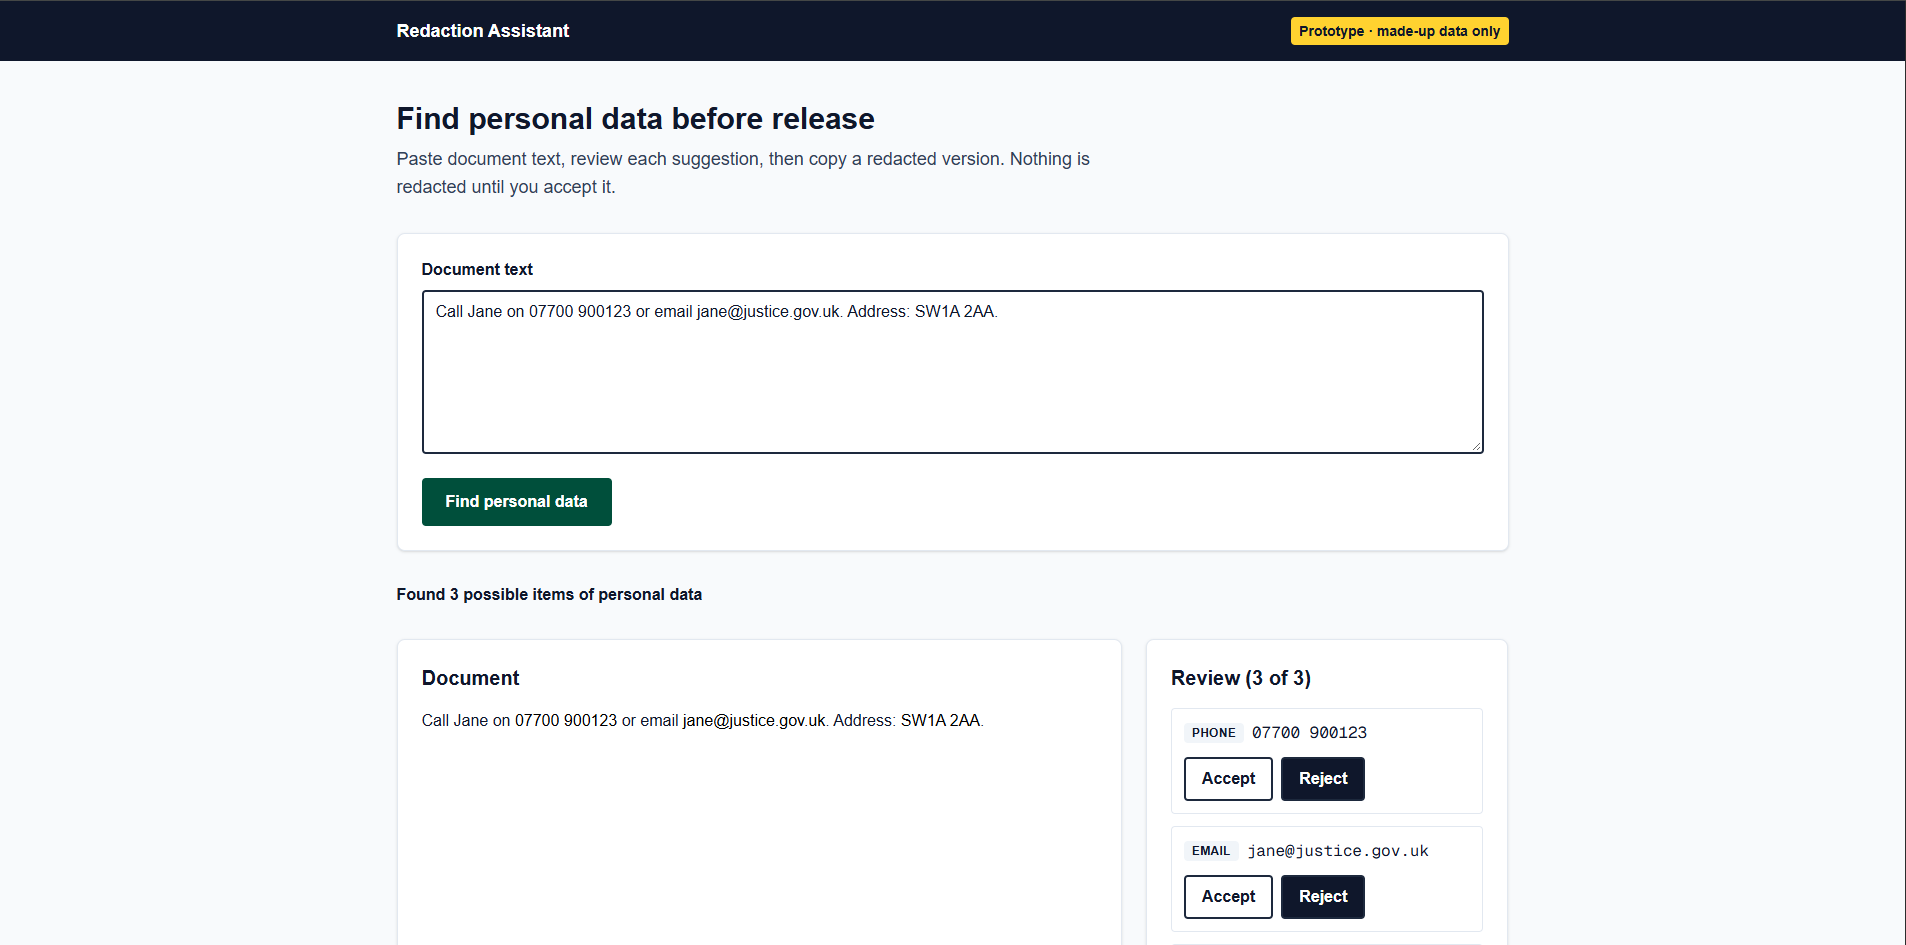 Redaction Assistant
Prototype · made-up data only
Find personal data before release
Paste document text, review each suggestion, then copy a redacted version. Nothing is
redacted until you accept it.
Document text
Call Jane on 07700 900123 or email jane@justice.gov.uk. Address: SW1A 2AA.
Find personal data
Found 3 possible items of personal data
Document
Call Jane on 07700 900123 or email jane@justice.gov.uk. Address: SW1A 2AA.
Review (3 of 3)
PHONE 07700 900123
Accept Reject
EMAIL jane@justice.gov.uk
Accept Reject